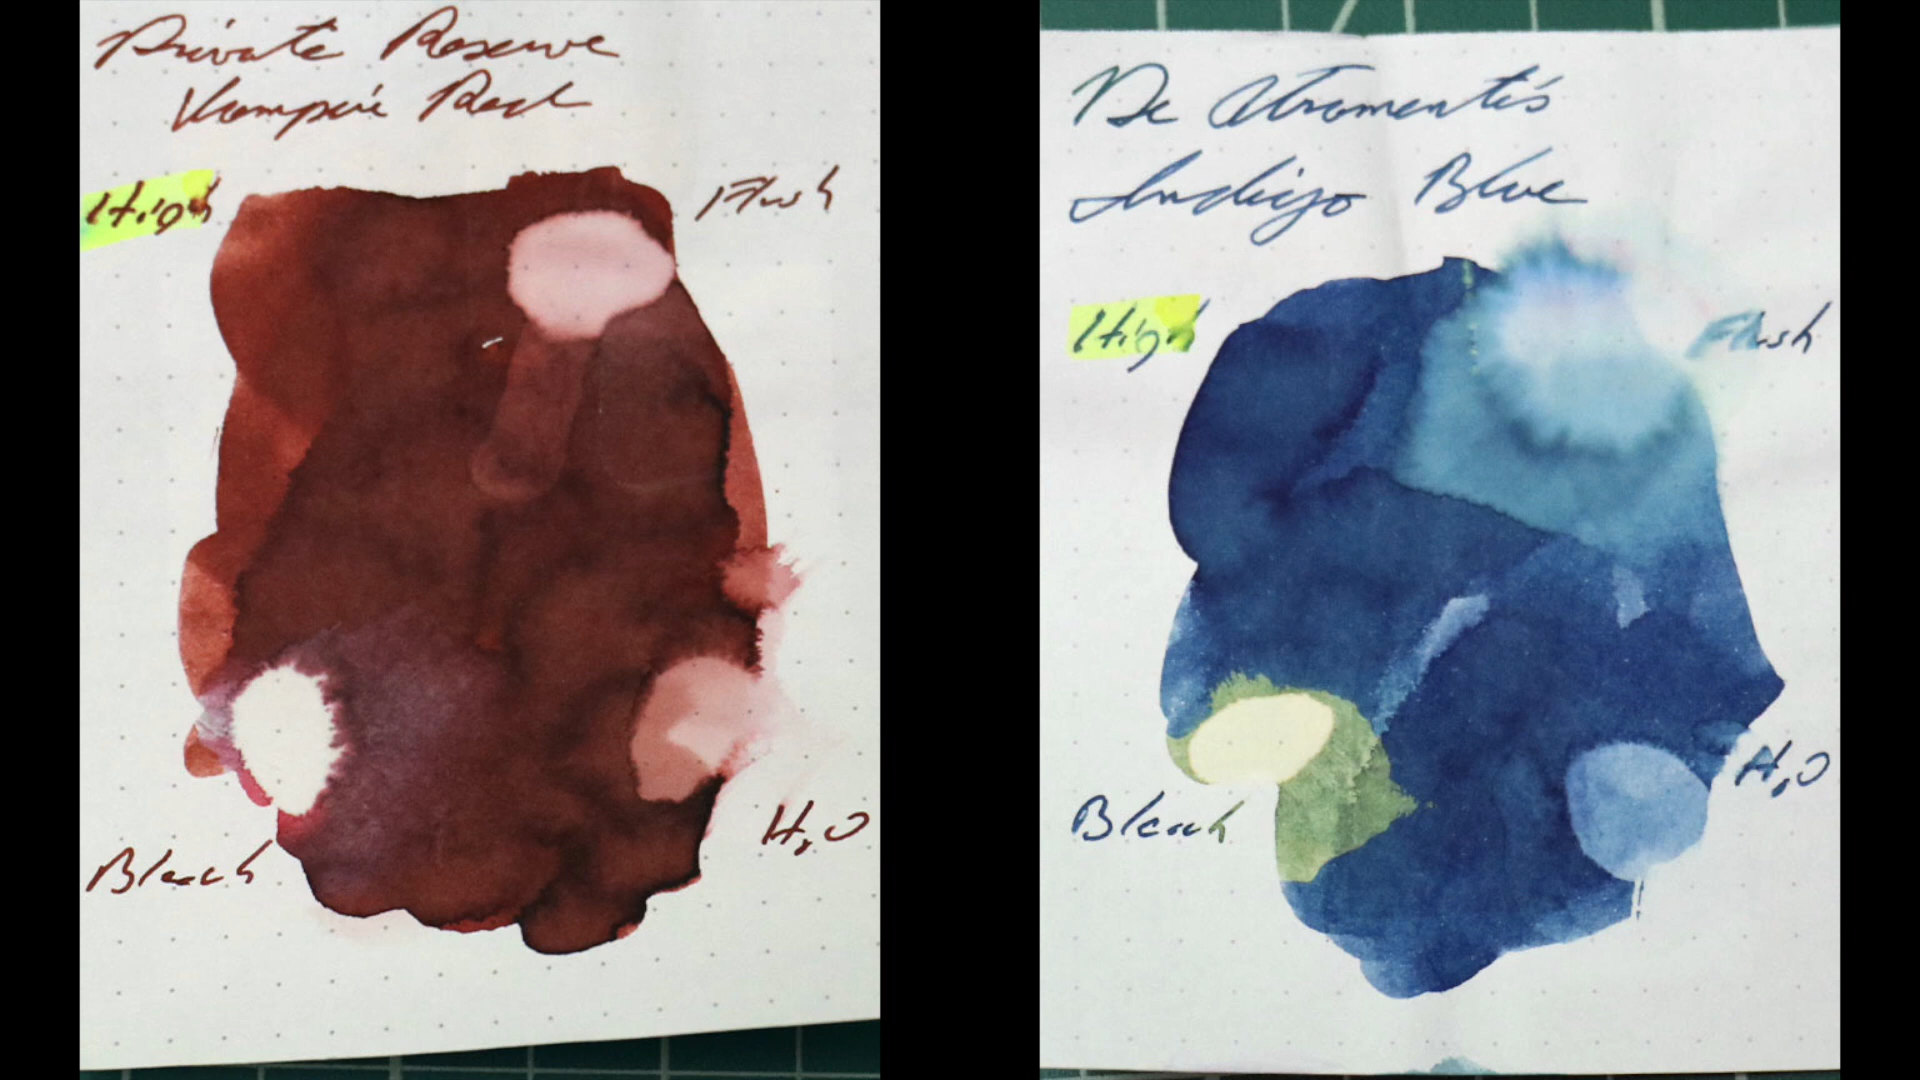 Private Reserve
Vampire Red
High
Flush
Bleach
H2O
De Atramentis
Indigo Blue
High
Flush
Bleach
H2O